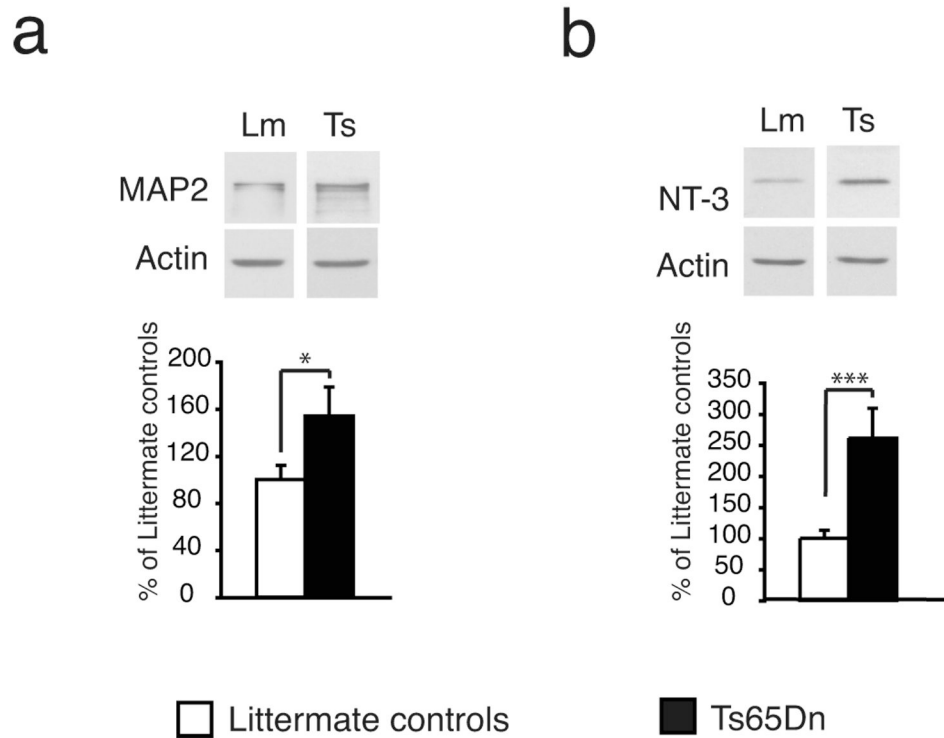 a
Lm Ts
MAP2
Actin
% of Littermate controls
200
160
120
80
40
0
*
b
Lm Ts
NT-3
Actin
% of Littermate controls
350
300
250
200
150
100
50
0
***
Littermate controls
Ts65Dn